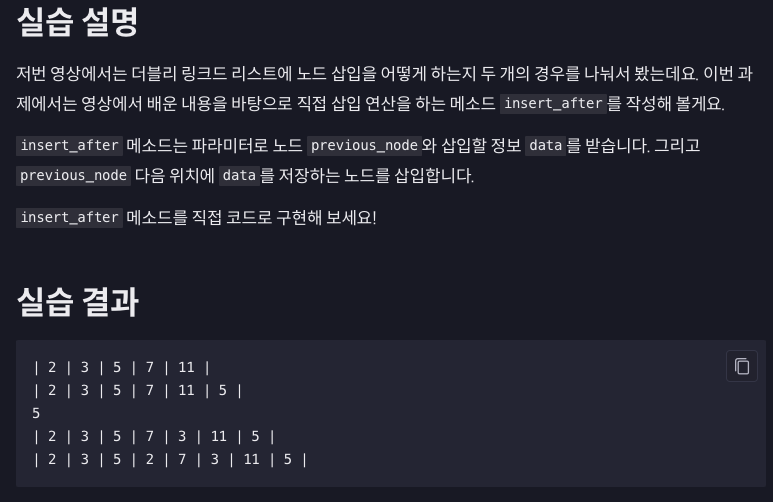 실습 설명
저번 영상에서는 더블리 링크드 리스트에 노드 삽입을 어떻게 하는지 두 개의 경우를 나눠서 봤는데요. 이번 과
제에서는 영상에서 배운 내용을 바탕으로 직접 삽입 연산을 하는 메소드 insert_after를 작성해 볼게요.
insert_after 메소드는 파라미터로 노드 previous_node와 삽입할 정보 data를 받습니다. 그리고
previous_node 다음 위치에 data를 저장하는 노드를 삽입합니다.
insert_after 메소드를 직접 코드로 구현해 보세요!
실습 결과
| 2 | 3 | 5 | 7 | 11 |
| 2 | 3 | 5 | 7 | 11 | 5 |
5
| 2 | 3 | 5 | 7 | 3 | 11 | 5 |
| 2 | 3 | 5 | 2 | 7 | 3 | 11 | 5 |